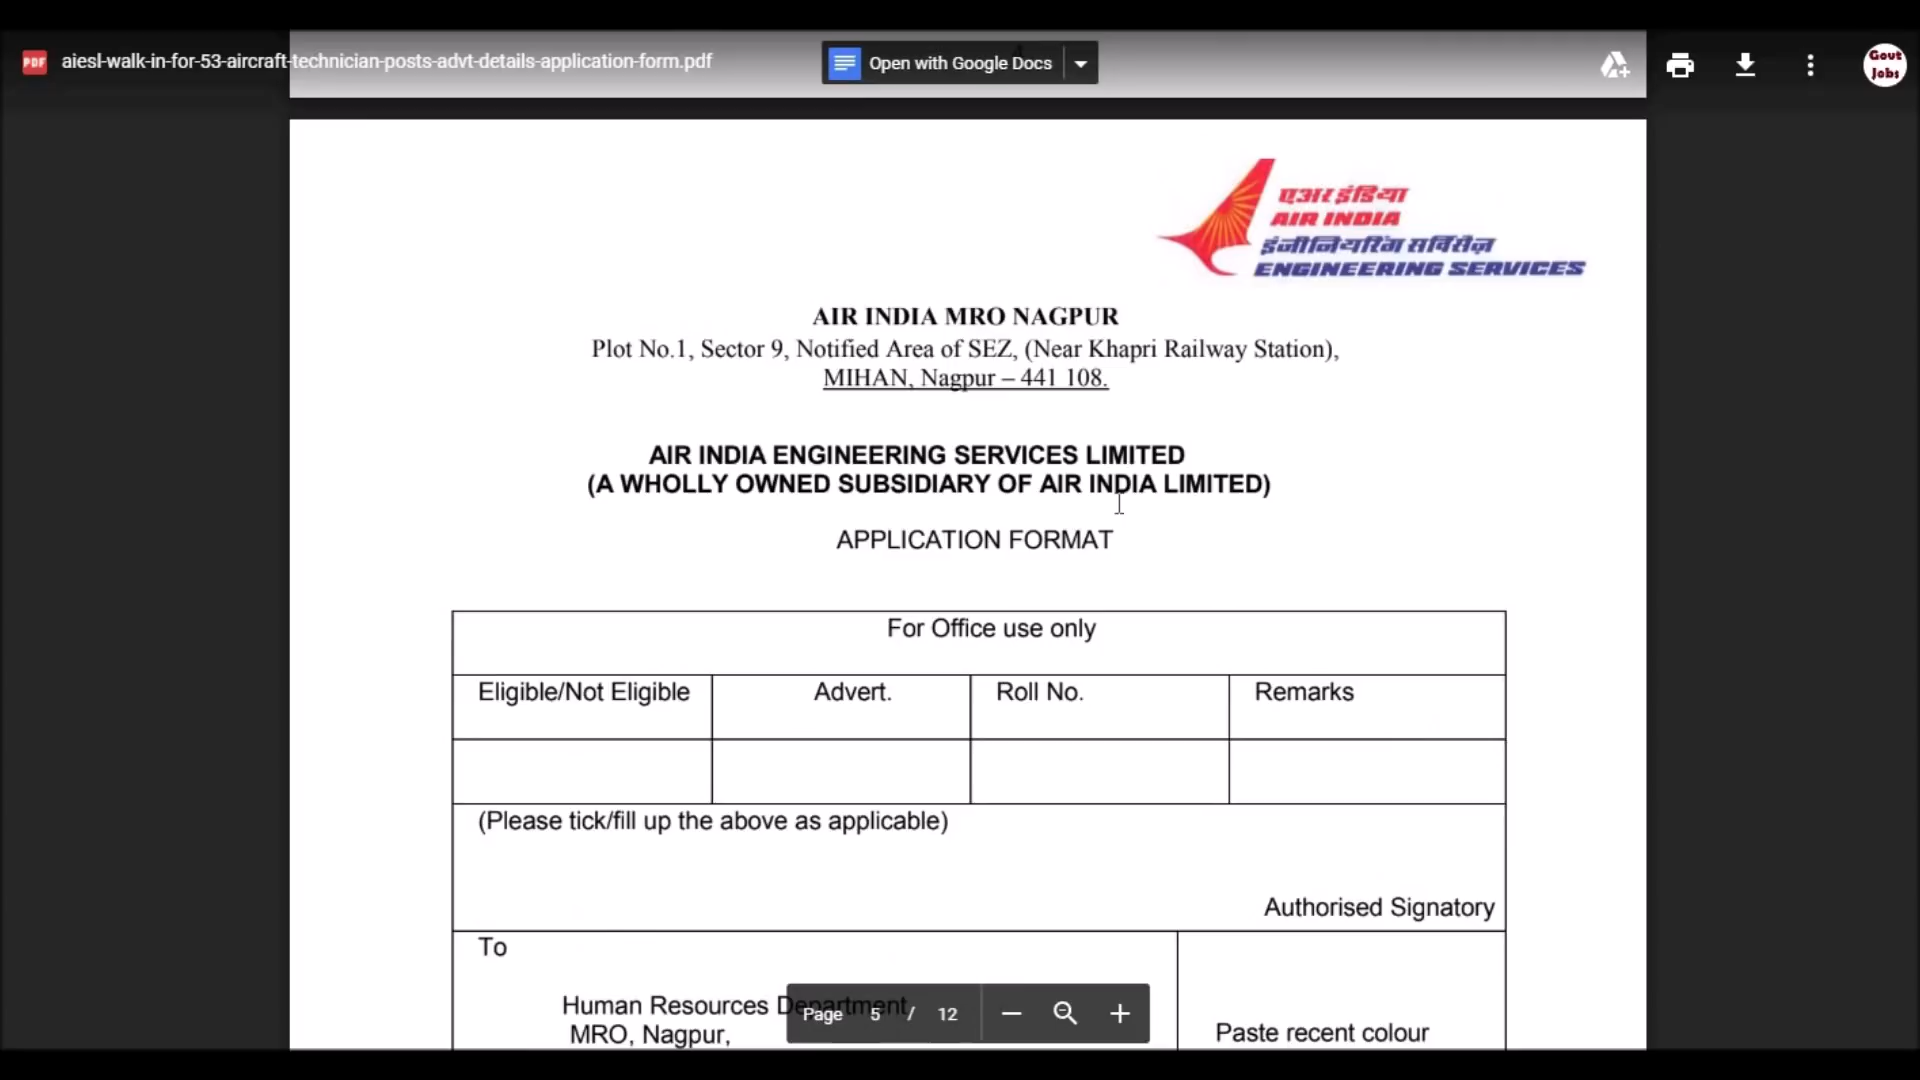 aiesl-walk-in-for-53-aircraft-technician-posts-advt-details-application-form.pdf
PDF
Open with Google Docs
Govt
Jobs
एअर इंडिया
AIR INDIA
इंजीनियरिंग सर्विसेज़
ENGINEERING SERVICES
AIR INDIA MRO NAGPUR
Plot No.1, Sector 9, Notified Area of SEZ, (Near Khapri Railway Station),
MIHAN, Nagpur – 441 108.
AIR INDIA ENGINEERING SERVICES LIMITED
(A WHOLLY OWNED SUBSIDIARY OF AIR INDIA LIMITED)
APPLICATION FORMAT
For Office use only
Eligible/Not Eligible Advert. Roll No. Remarks
(Please tick/fill up the above as applicable)
Authorised Signatory
To
Human Resources Department
MRO, Nagpur,
Paste recent colour
Page 5 / 12